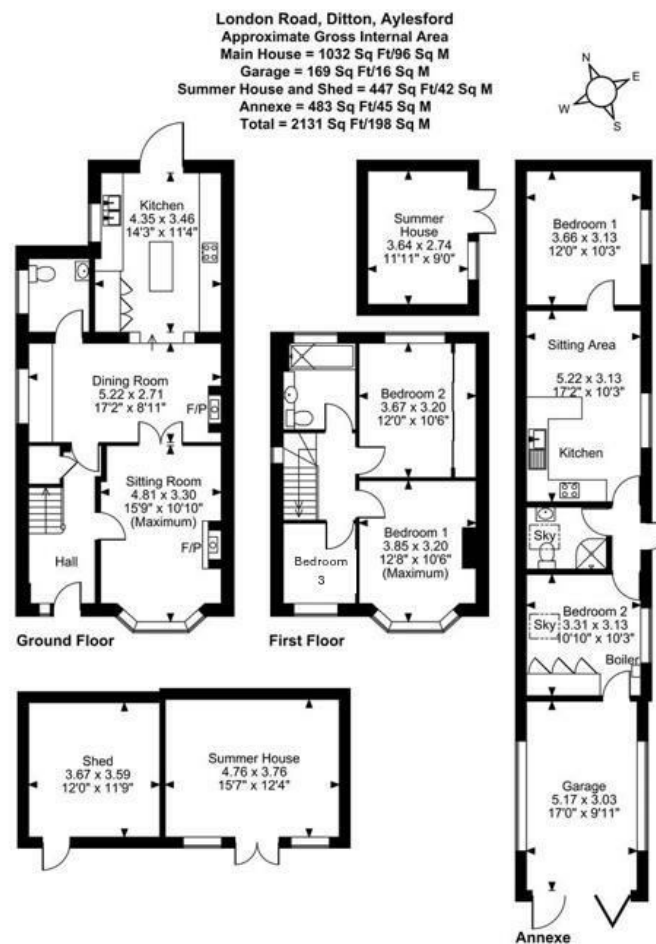 London Road, Ditton, Aylesford
Approximate Gross Internal Area
Main House = 1032 Sq Ft/96 Sq M
Garage = 169 Sq Ft/16 Sq M
Summer House and Shed = 447 Sq Ft/42 Sq M
Annexe = 483 Sq Ft/45 Sq M
Total = 2131 Sq Ft/198 Sq M
N
E
W
S
Kitchen
4.35 x 3.46
14'3" x 11'4"
Dining Room
5.22 x 2.71
17'2" x 8'11"
F/P
Sitting Room
4.81 x 3.30
15'9" x 10'10"
(Maximum)
F/P
Hall
Ground Floor
Summer
House
3.64 x 2.74
11'11" x 9'0"
Bedroom 2
3.67 x 3.20
12'0" x 10'6"
Bedroom 1
3.85 x 3.20
12'8" x 10'6"
(Maximum)
Bedroom
3
First Floor
Bedroom 1
3.66 x 3.13
12'0" x 10'3"
Sitting Area
5.22 x 3.13
17'2" x 10'3"
Kitchen
Sky
Bedroom 2
3.31 x 3.13
10'10" x 10'3"
Sky
Boiler
Garage
5.17 x 3.03
17'0" x 9'11"
Annexe
Shed
3.67 x 3.59
12'0" x 11'9"
Summer House
4.76 x 3.76
15'7" x 12'4"